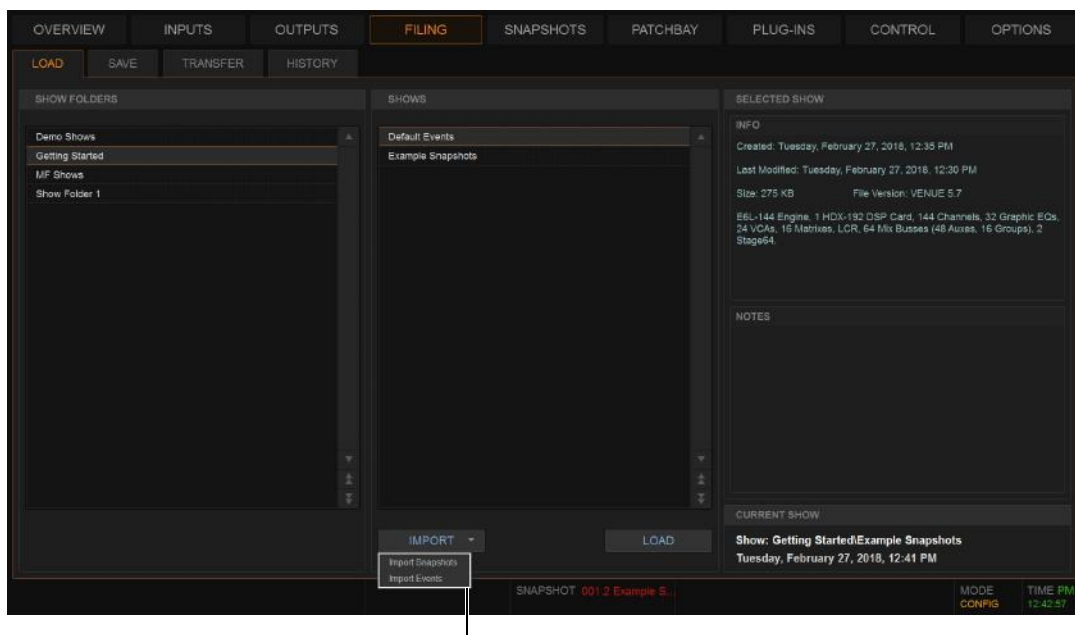 OVERVIEW INPUTS OUTPUTS FILING SNAPSHOTS PATCHBAY PLUG-INS CONTROL OPTIONS
LOAD SAVE TRANSFER HISTORY
SHOW FOLDERS
Demo Shows
Getting Started
MF Shows
Show Folder 1
SHOWS
Default Events
Example Snapshots
IMPORT
Import Snapshots
Import Events
LOAD
SELECTED SHOW
INFO
Created: Tuesday, February 27, 2018, 12:35 PM
Last Modified: Tuesday, February 27, 2018, 12:30 PM
Size: 275 KB File Version: VENUE 5.7
E6L-144 Engine, 1 HDX-192 DSP Card, 144 Channels, 32 Graphic EQs,
24 VCAs, 16 Matrixes, LCR, 64 Mix Busses (48 Auxes, 16 Groups), 2
Stage64.
NOTES
CURRENT SHOW
Show: Getting Started\Example Snapshots
Tuesday, February 27, 2018, 12:41 PM
SNAPSHOT 001.2 Example S...
MODE
CONFIG
TIME PM
12:42:57